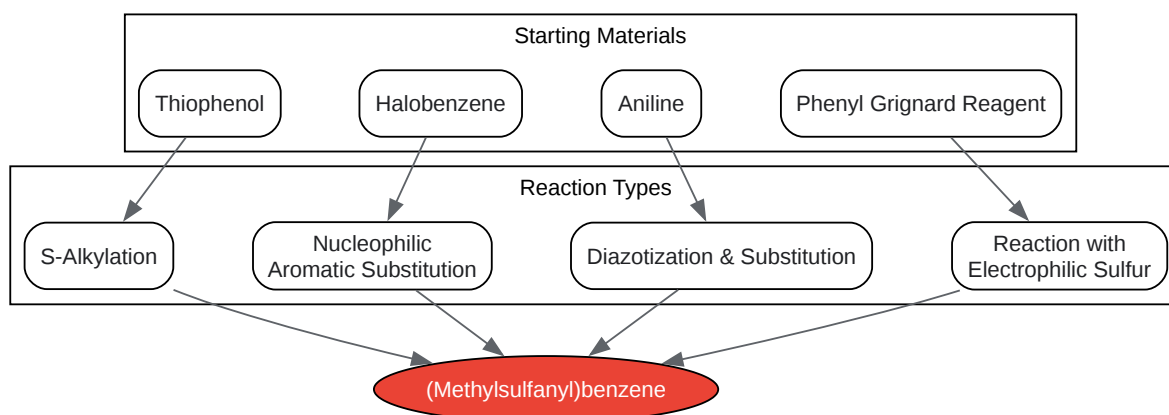 Starting Materials
Thiophenol
Halobenzene
Aniline
Phenyl Grignard Reagent
Reaction Types
S-Alkylation
Nucleophilic
Aromatic Substitution
Diazotization & Substitution
Reaction with
Electrophilic Sulfur
(Methylsulfanyl)benzene